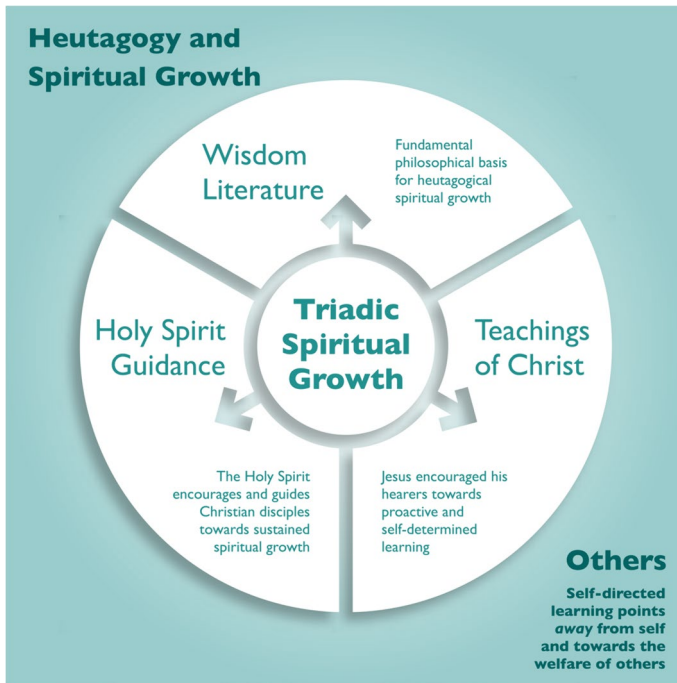 Heutagogy and
Spiritual Growth
Wisdom
Literature
Fundamental
philosophical basis
for heutagogical
spiritual growth
Triadic
Spiritual
Growth
Holy Spirit
Guidance
Teachings
of Christ
The Holy Spirit
encourages and guides
Christian disciples
towards sustained
spiritual growth
Jesus encouraged his
hearers towards
proactive and
self-determined
learning
Others
Self-directed
learning points
away from self
and towards the
welfare of others